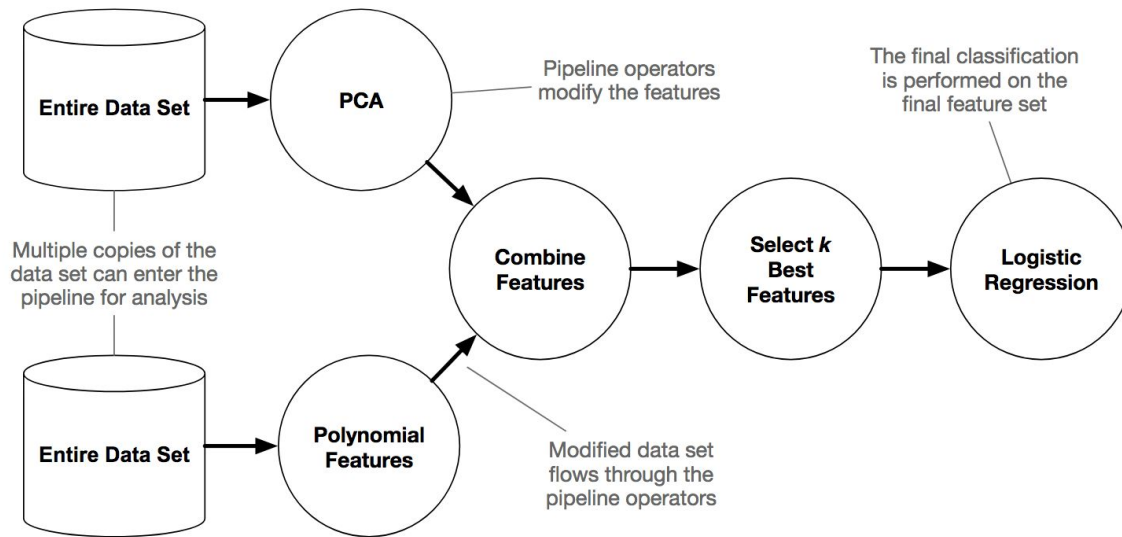 Entire Data Set
PCA
Pipeline operators
modify the features
The final classification
is performed on the
final feature set
Multiple copies of the
data set can enter the
pipeline for analysis
Combine
Features
Select k
Best
Features
Logistic
Regression
Entire Data Set
Polynomial
Features
Modified data set
flows through the
pipeline operators